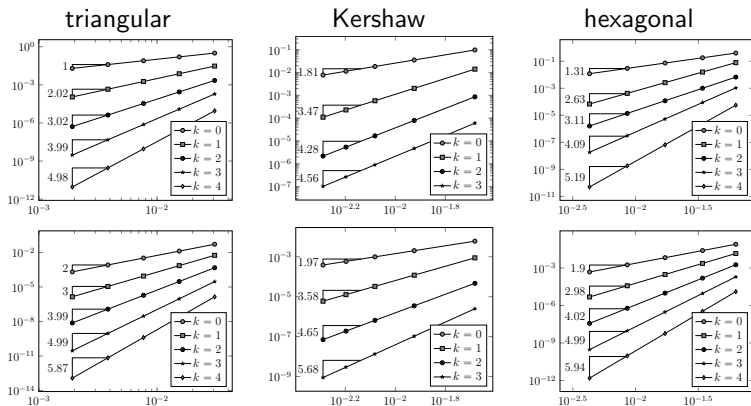 triangular
Kershaw
hexagonal
10^0
10^{-3}
10^{-6}
10^{-9}
10^{-12}
1
2.02
3.02
3.99
4.98
k = 0
k = 1
k = 2
k = 3
k = 4
10^{-3}
10^{-2}
10^{-1}
10^{-2}
10^{-3}
10^{-4}
10^{-5}
10^{-6}
10^{-7}
1.81
3.47
4.28
4.56
k = 0
k = 1
k = 2
k = 3
10^{-2.2}
10^{-2}
10^{-1.8}
10^{-1.6}
10^{-1}
10^{-3}
10^{-5}
10^{-7}
10^{-9}
10^{-11}
1.31
2.63
3.11
4.09
5.19
k = 0
k = 1
k = 2
k = 3
k = 4
10^{-2.5}
10^{-2}
10^{-1.5}
10^{-2}
10^{-5}
10^{-8}
10^{-11}
10^{-14}
2
3
3.99
4.99
5.87
k = 0
k = 1
k = 2
k = 3
k = 4
10^{-3}
10^{-2}
10^{-3}
10^{-5}
10^{-7}
10^{-9}
1.97
3.58
4.65
5.68
k = 0
k = 1
k = 2
k = 3
10^{-2.2}
10^{-2}
10^{-1.8}
10^{-1.6}
10^{-3}
10^{-6}
10^{-9}
10^{-12}
1.9
2.98
4.02
4.99
5.94
k = 0
k = 1
k = 2
k = 3
k = 4
10^{-2.5}
10^{-2}
10^{-1.5}